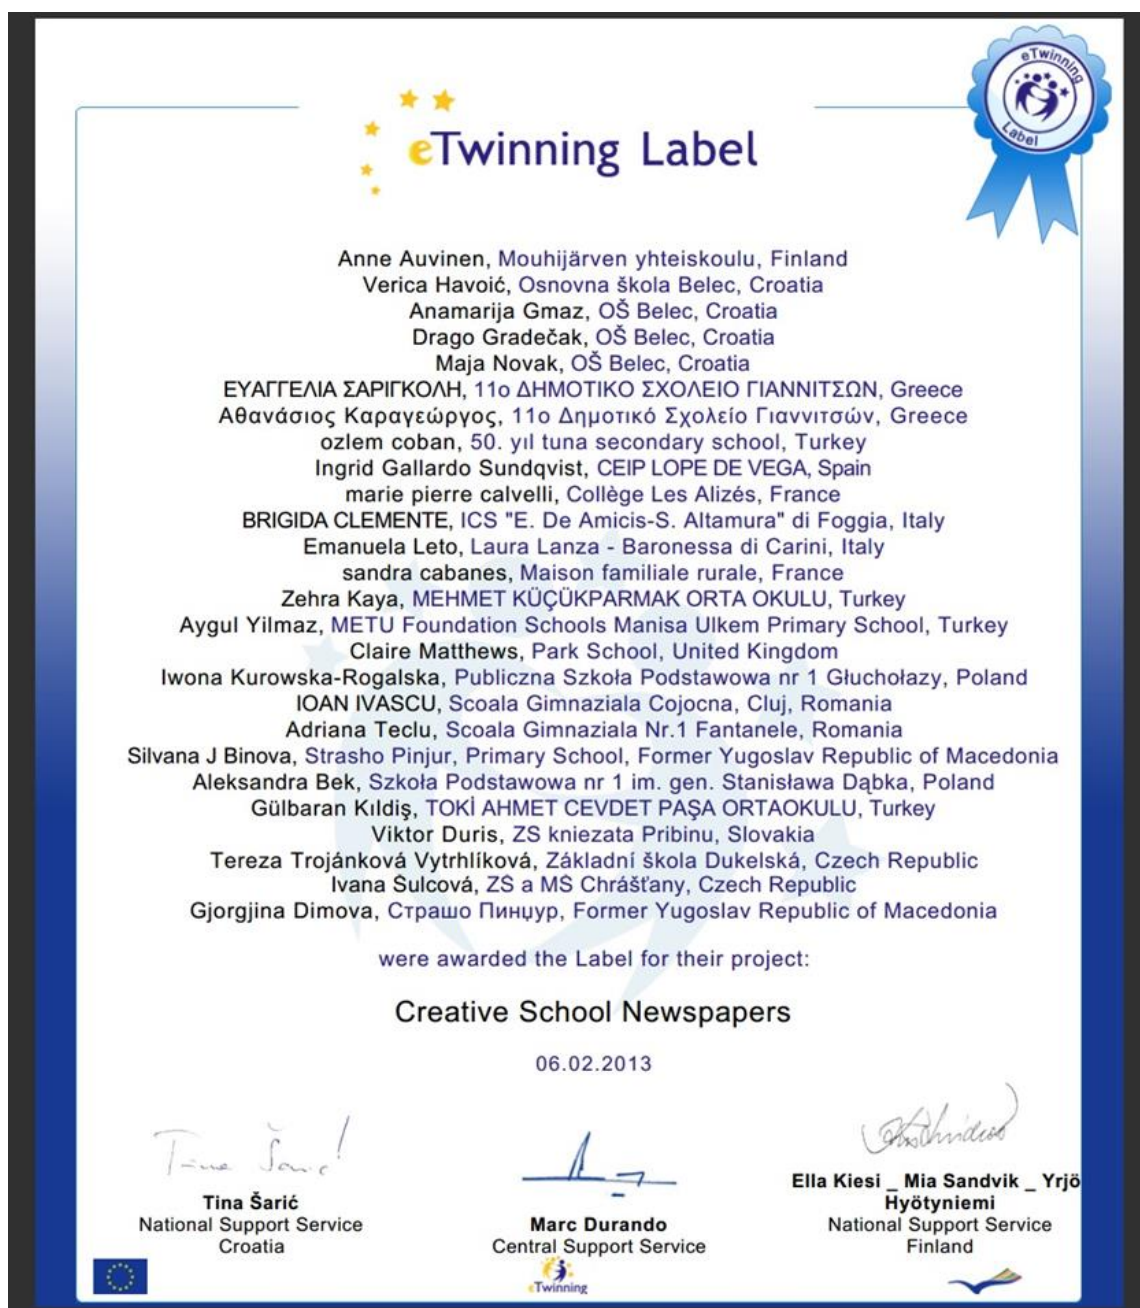 eTwinning
Label
eTwinning Label
Anne Auvinen, Mouhijärven yhteiskoulu, Finland
Verica Havoić, Osnovna škola Belec, Croatia
Anamarija Gmaz, OŠ Belec, Croatia
Drago Gradečak, OŠ Belec, Croatia
Maja Novak, OŠ Belec, Croatia
ΕΥΑΓΓΕΛΙΑ ΣΑΡΙΓΚΟΛΗ, 11ο ΔΗΜΟΤΙΚΟ ΣΧΟΛΕΙΟ ΓΙΑΝΝΙΤΣΩΝ, Greece
Αθανάσιος Καραγεώργος, 11ο Δημοτικό Σχολείο Γιαννιτσών, Greece
ozlem coban, 50. yıl tuna secondary school, Turkey
Ingrid Gallardo Sundqvist, CEIP LOPE DE VEGA, Spain
marie pierre calvelli, Collège Les Alizés, France
BRIGIDA CLEMENTE, ICS "E. De Amicis-S. Altamura" di Foggia, Italy
Emanuela Leto, Laura Lanza - Baronessa di Carini, Italy
sandra cabanes, Maison familiale rurale, France
Zehra Kaya, MEHMET KÜÇÜKPARMAK ORTA OKULU, Turkey
Aygul Yilmaz, METU Foundation Schools Manisa Ulkem Primary School, Turkey
Claire Matthews, Park School, United Kingdom
Iwona Kurowska-Rogalska, Publiczna Szkoła Podstawowa nr 1 Głuchołazy, Poland
IOAN IVASCU, Scoala Gimnaziala Cojocna, Cluj, Romania
Adriana Teclu, Scoala Gimnaziala Nr.1 Fantanele, Romania
Silvana J Binova, Strasho Pinjur, Primary School, Former Yugoslav Republic of Macedonia
Aleksandra Bek, Szkoła Podstawowa nr 1 im. gen. Stanisława Dąbka, Poland
Gülbaran Kıldiş, TOKİ AHMET CEVDET PAŞA ORTAOKULU, Turkey
Viktor Duris, ZS kniezata Pribinu, Slovakia
Tereza Trojánková Vytrhlíková, Základní škola Dukelská, Czech Republic
Ivana Šulcová, ZŠ a MŠ Chrášťany, Czech Republic
Gjorgjina Dimova, Страшо Пинџур, Former Yugoslav Republic of Macedonia
were awarded the Label for their project:
Creative School Newspapers
06.02.2013
Tina Šarić
Tina Šarić
National Support Service
Croatia
Marc Durando
Central Support Service
eTwinning
Ella Kiesi _ Mia Sandvik _ Yrjö
Hyötyniemi
National Support Service
Finland